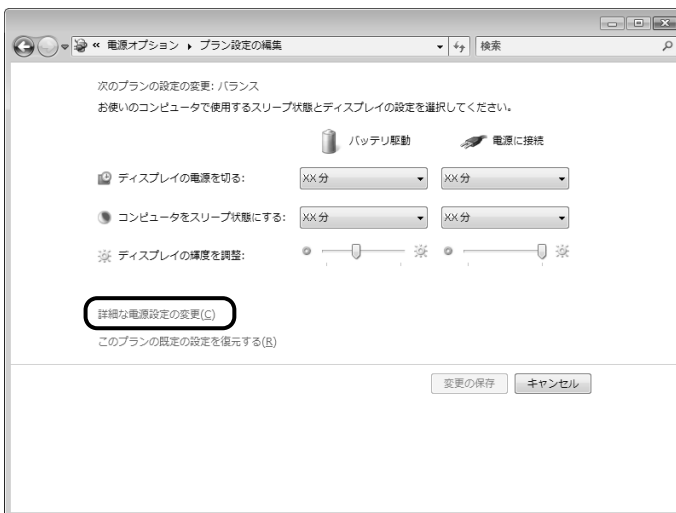 « 電源オプション ▸ プラン設定の編集 検索
次のプランの設定の変更: バランス
お使いのコンピュータで使用するスリープ状態とディスプレイの設定を選択してください。
バッテリ駆動 電源に接続
ディスプレイの電源を切る: XX分 XX分
コンピュータをスリープ状態にする: XX分 XX分
ディスプレイの輝度を調整:
詳細な電源設定の変更(C)
このプランの既定の設定を復元する(R)
変更の保存 キャンセル